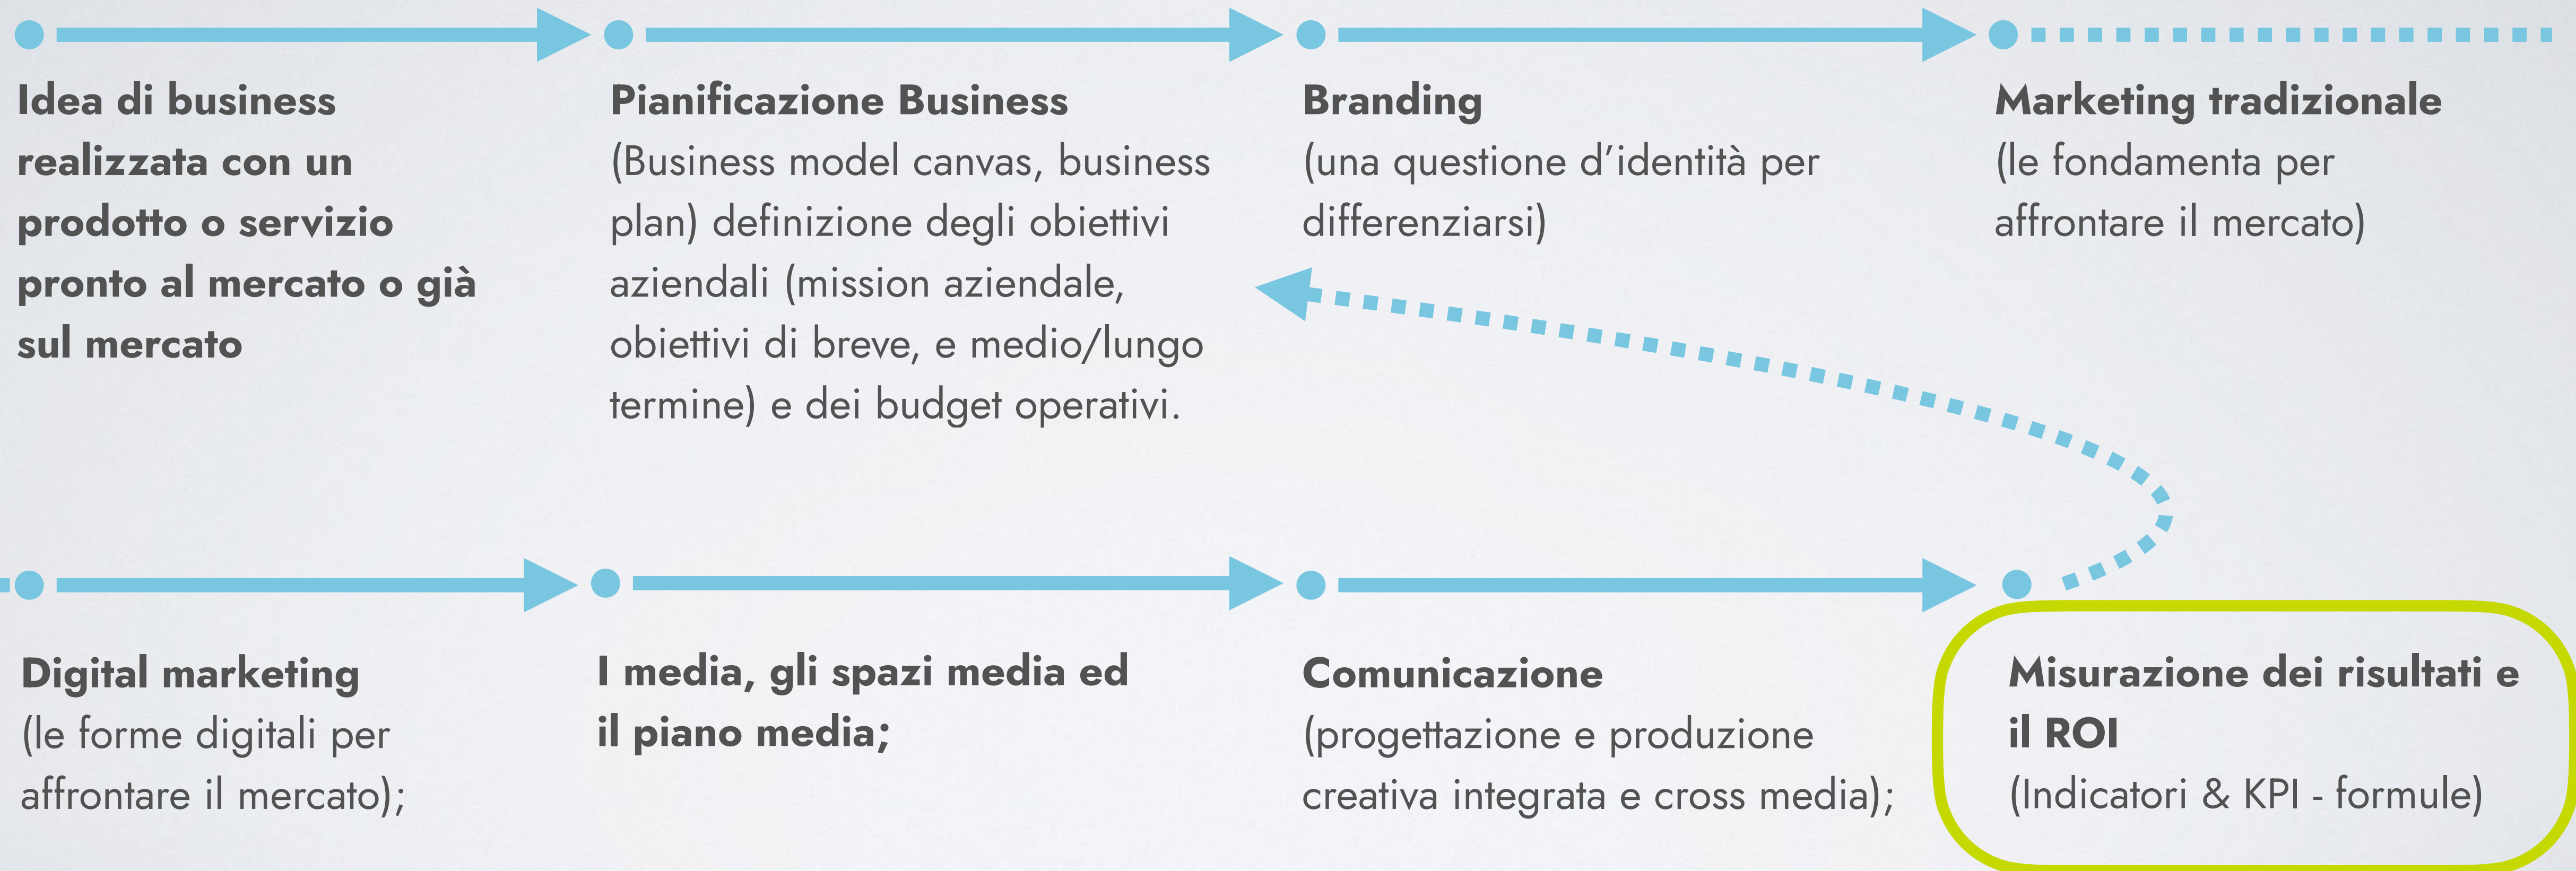 Idea di business
realizzata con un
prodotto o servizio
pronto al mercato o già
sul mercato
Pianificazione Business
(Business model canvas, business
plan) definizione degli obiettivi
aziendali (mission aziendale,
obiettivi di breve, e medio/lungo
termine) e dei budget operativi.
Branding
(una questione d’identità per
differenziarsi)
Marketing tradizionale
(le fondamenta per
affrontare il mercato)
Digital marketing
(le forme digitali per
affrontare il mercato);
I media, gli spazi media ed
il piano media;
Comunicazione
(progettazione e produzione
creativa integrata e cross media);
Misurazione dei risultati e
il ROI
(Indicatori & KPI - formule)